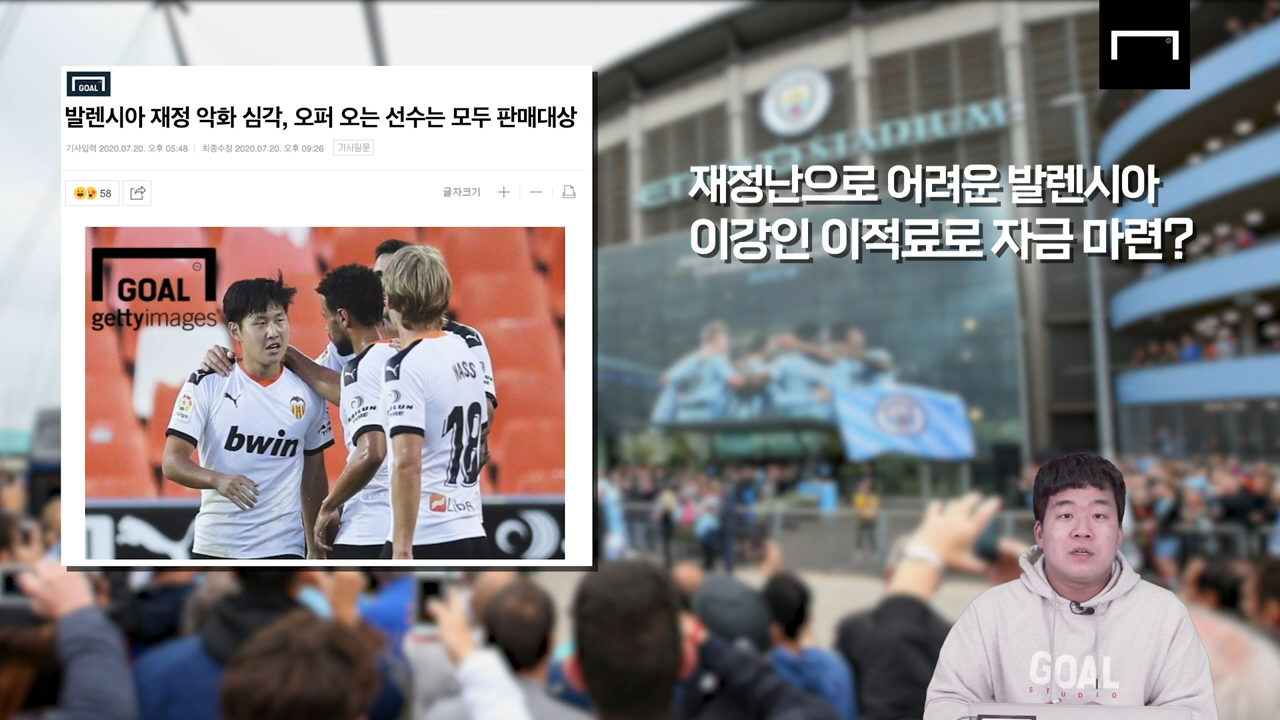 GOAL
발렌시아 재정 악화 심각, 오퍼 오는 선수는 모두 판매대상
기사입력 2020.07.20. 오후 05:48 최종수정 2020.07.20. 오후 09:26 기사원문
58
글자크기
GOAL
gettyimages
bwin
WASS
18
Libe
재정난으로 어려운 발렌시아
이강인 이적료로 자금 마련?
STADIUM
GOAL
STUDIO